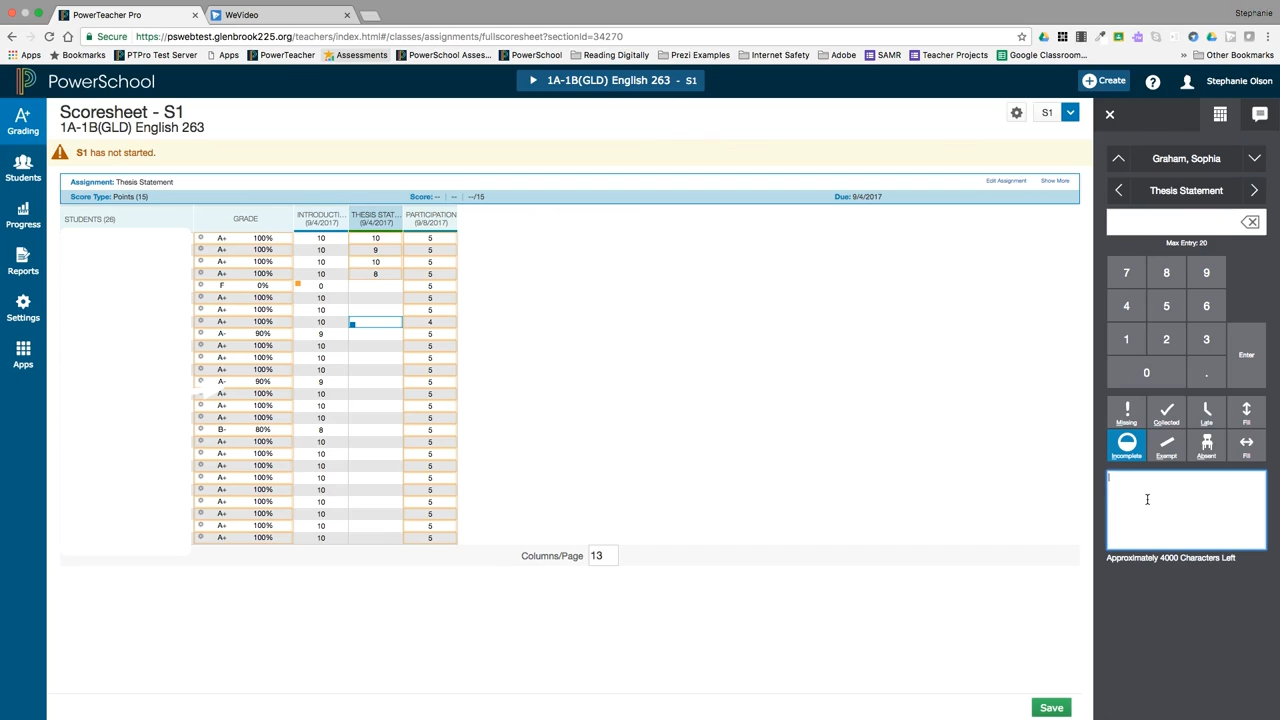 PowerTeacher Pro
WeVideo
Stephanie
Secure
https://pswebtest.glenbrook225.org/teachers/index.html#/classes/assignments/fullscoresheet?sectionId=34270
Apps Bookmarks PTPro Test Server Apps PowerTeacher Assessments PowerSchool Asses... PowerSchool Reading Digitally Prezi Examples Internet Safety Adobe SAMR Teacher Projects Google Classroom... Other Bookmarks
PowerSchool
1A-1B(GLD) English 263 - S1
Create
Stephanie Olson
A+
Grading
Students
Progress
Reports
Settings
Apps
Scoresheet - S1
1A-1B(GLD) English 263
S1
S1 has not started.
Assignment: Thesis Statement
Edit Assignment
Show More
Score Type: Points (15)
Score: -- | -- | --/15
Due: 9/4/2017
STUDENTS (26)
GRADE
INTRODUCTI...
(9/4/2017)
THESIS STAT...
(9/4/2017)
PARTICIPATION
(9/8/2017)
A+ 100% 10 10 5
A+ 100% 10 9 5
A+ 100% 10 10 5
A+ 100% 10 8 5
F 0% 0 5
A+ 100% 10 5
A+ 100% 10 5
A+ 100% 10 4
A- 90% 9 5
A+ 100% 10 5
A+ 100% 10 5
A+ 100% 10 5
A- 90% 9 5
A+ 100% 10 5
A+ 100% 10 5
A+ 100% 10 5
B- 80% 8 5
A+ 100% 10 5
A+ 100% 10 5
A+ 100% 10 5
A+ 100% 10 5
A+ 100% 10 5
A+ 100% 10 5
A+ 100% 10 5
A+ 100% 10 5
A+ 100% 10 5
Columns/Page 13
Save
Graham, Sophia
Thesis Statement
Max Entry: 20
7 8 9
4 5 6
1 2 3
Enter
0 .
Missing Collected Late Fill
Incomplete Exempt Absent Fill
Approximately 4000 Characters Left